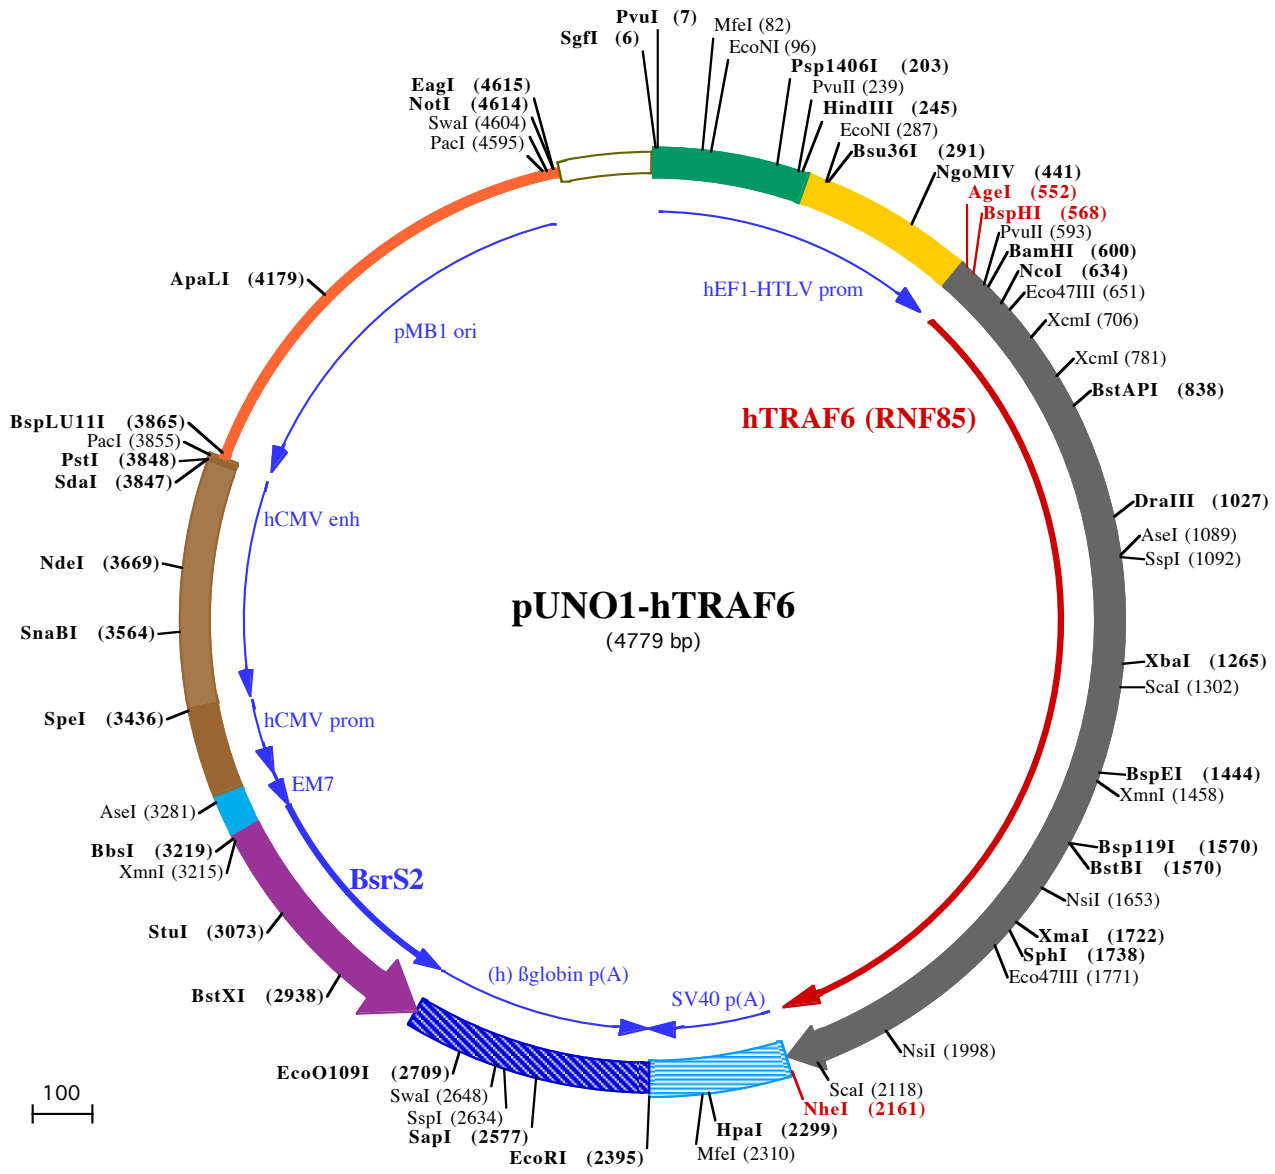 PvuI (7)
SgfI (6)
MfeI (82)
EcoNI (96)
Psp1406I (203)
PvuII (239)
HindIII (245)
EcoNI (287)
Bsu36I (291)
NgoMIV (441)
AgeI (552)
BspHI (568)
PvuII (593)
BamHI (600)
NcoI (634)
Eco47III (651)
XcmI (706)
XcmI (781)
BstAPI (838)
DraIII (1027)
AseI (1089)
SspI (1092)
XbaI (1265)
ScaI (1302)
BspEI (1444)
XmnI (1458)
Bsp119I (1570)
BstBI (1570)
NsiI (1653)
XmaI (1722)
SphI (1738)
Eco47III (1771)
NsiI (1998)
ScaI (2118)
NheI (2161)
HpaI (2299)
MfeI (2310)
EcoRI (2395)
SapI (2577)
SspI (2634)
SwaI (2648)
EcoO109I (2709)
BstXI (2938)
StuI (3073)
XmnI (3215)
BbsI (3219)
AseI (3281)
SpeI (3436)
SnaBI (3564)
NdeI (3669)
SdaI (3847)
PstI (3848)
PacI (3855)
BspLU11I (3865)
ApaLI (4179)
PacI (4595)
SwaI (4604)
NotI (4614)
EagI (4615)
hEF1-HTLV prom
hTRAF6 (RNF85)
pUNO1-hTRAF6
(4779 bp)
SV40 p(A)
(h) ßglobin p(A)
BsrS2
EM7
hCMV prom
hCMV enh
pMB1 ori
100